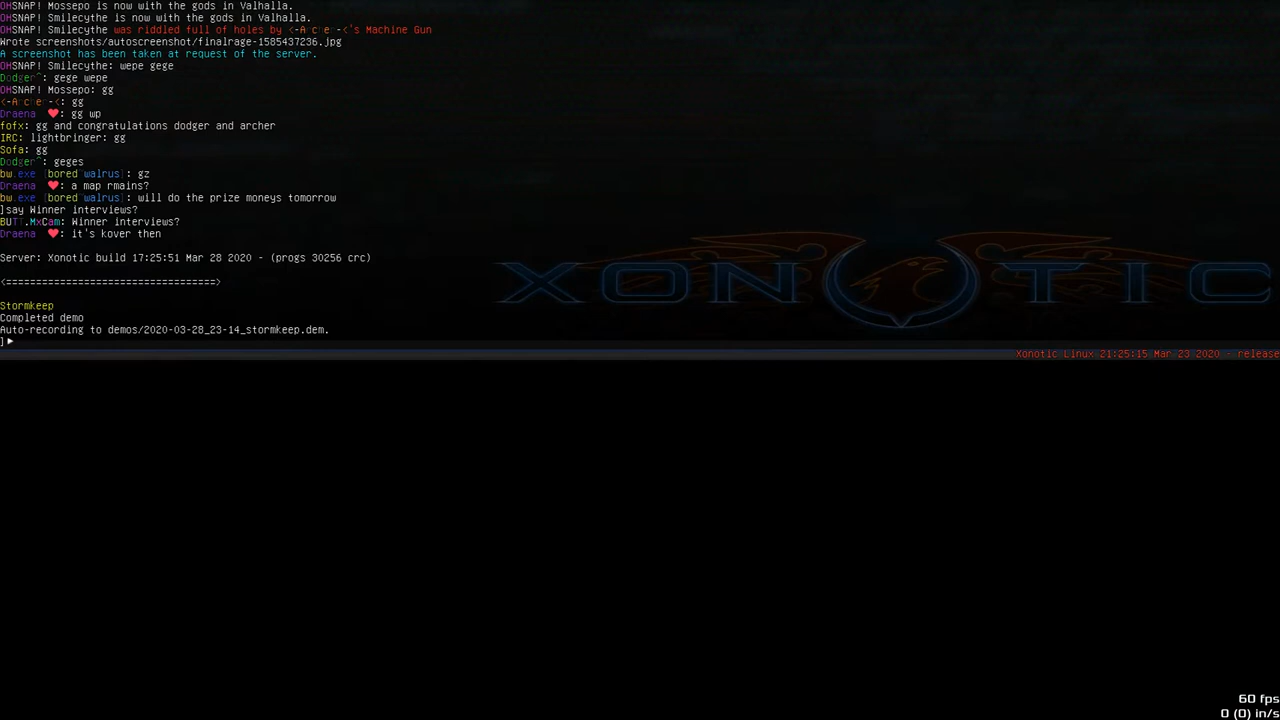 OHSNAP! Mossepo is now with the gods in Valhalla.
OHSNAP! Smilecythe is now with the gods in Valhalla.
OHSNAP! Smilecythe was riddled full of holes by <-Archer-<'s Machine Gun
Wrote screenshots/autoscreenshot/finalrage-1585437236.jpg
A screenshot has been taken at request of the server.
OHSNAP! Smilecythe: wepe gege
Dodger^: gege wepe
OHSNAP! Mossepo: gg
<-Archer-<: gg
Draena ❤: gg wp
fofx: gg and congratulations dodger and archer
IRC: lightbringer: gg
Sofa: gg
Dodger^: geges
bw.exe [bored walrus]: gz
Draena ❤: a map rmains?
bw.exe [bored walrus]: will do the prize moneys tomorrow
]say Winner interviews?
BUTT.MxCam: Winner interviews?
Draena ❤: it's kover then
Server: Xonotic build 17:25:51 Mar 28 2020 - (progs 30256 crc)
<==================================>
Stormkeep
Completed demo
Auto-recording to demos/2020-03-28_23-14_stormkeep.dem.
]
XONOTIC
Xonotic Linux 21:25:15 Mar 23 2020 - release
60 fps
0 (0) in/s